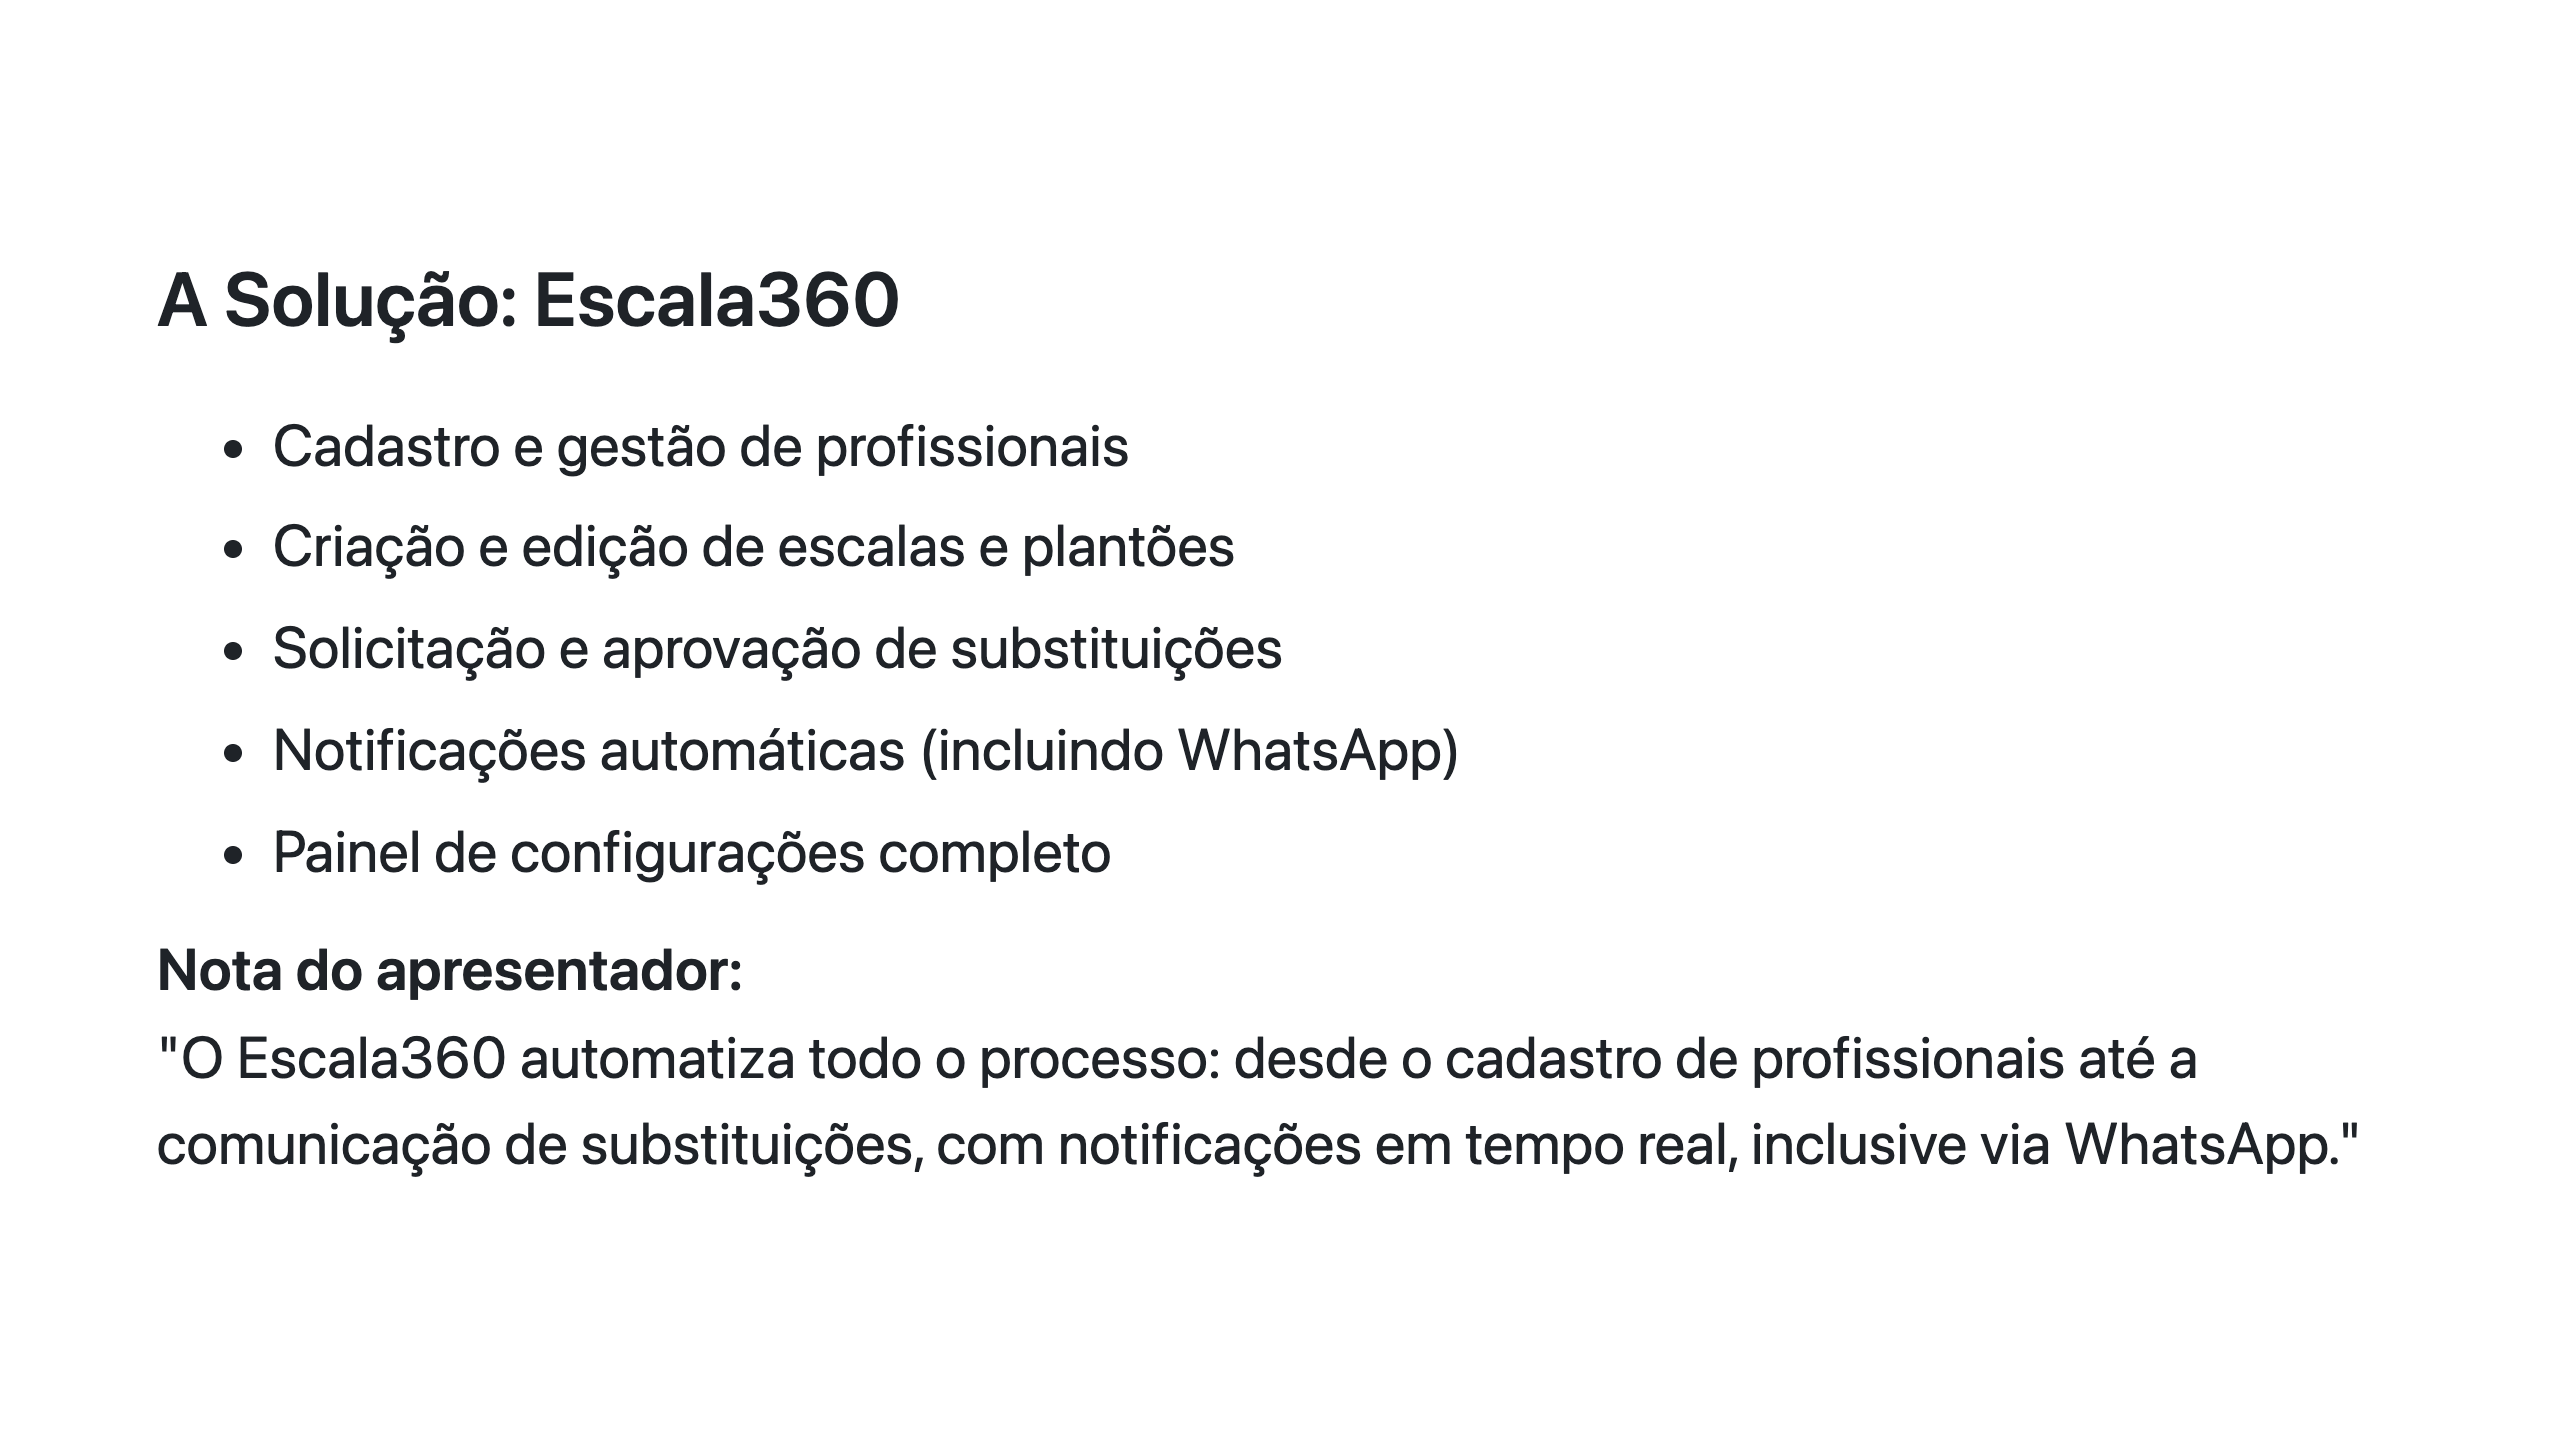 A Solução: Escala360
• Cadastro e gestão de profissionais
• Criação e edição de escalas e plantões
• Solicitação e aprovação de substituições
• Notificações automáticas (incluindo WhatsApp)
• Painel de configurações completo
Nota do apresentador:
"O Escala360 automatiza todo o processo: desde o cadastro de profissionais até a
comunicação de substituições, com notificações em tempo real, inclusive via WhatsApp."